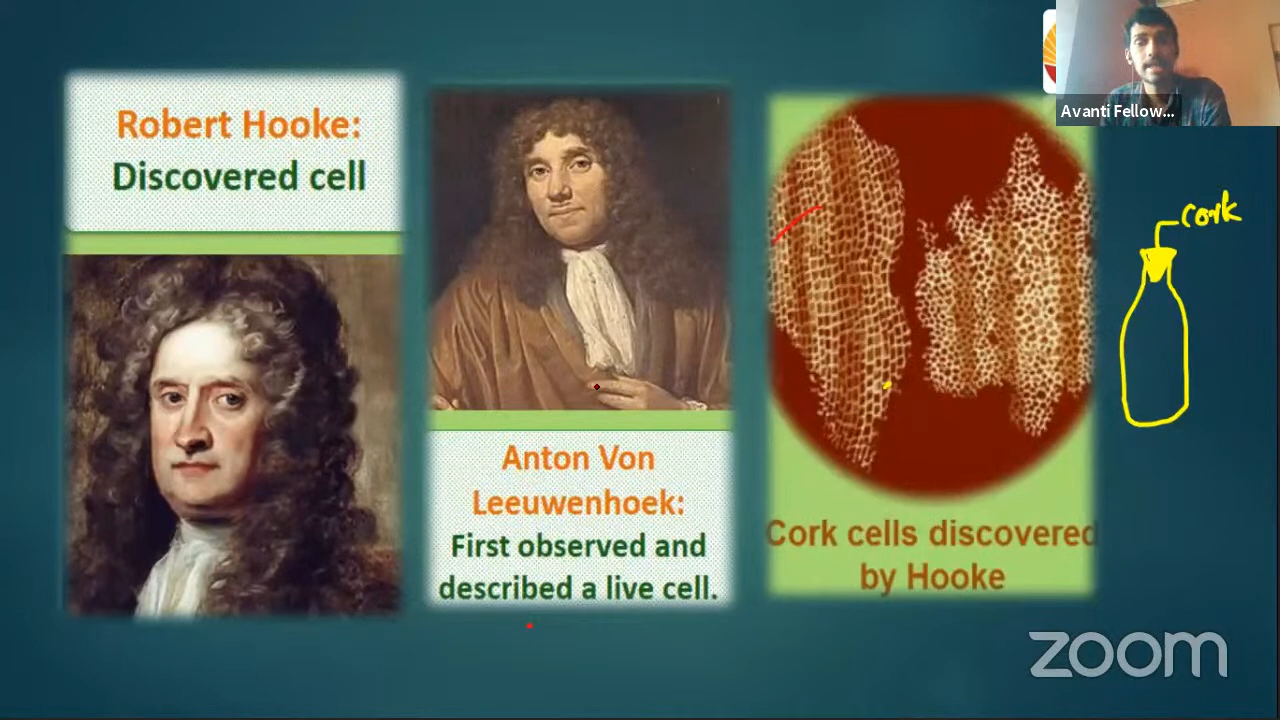 Robert Hooke:
Discovered cell
Anton Von
Leeuwenhoek:
First observed and
described a live cell.
Cork cells discovered
by Hooke
cork
Avanti Fellow...
zoom